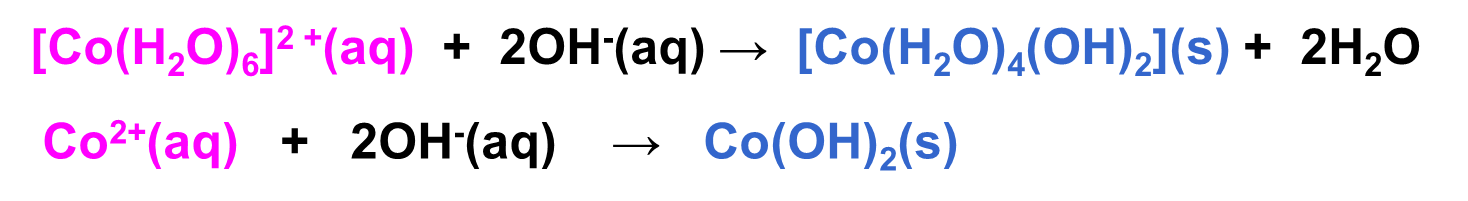 [Co(H₂O)₆]²⁺(aq) + 2OH⁻(aq) → [Co(H₂O)₄(OH)₂](s) + 2H₂O
Co²⁺(aq) + 2OH⁻(aq) → Co(OH)₂(s)